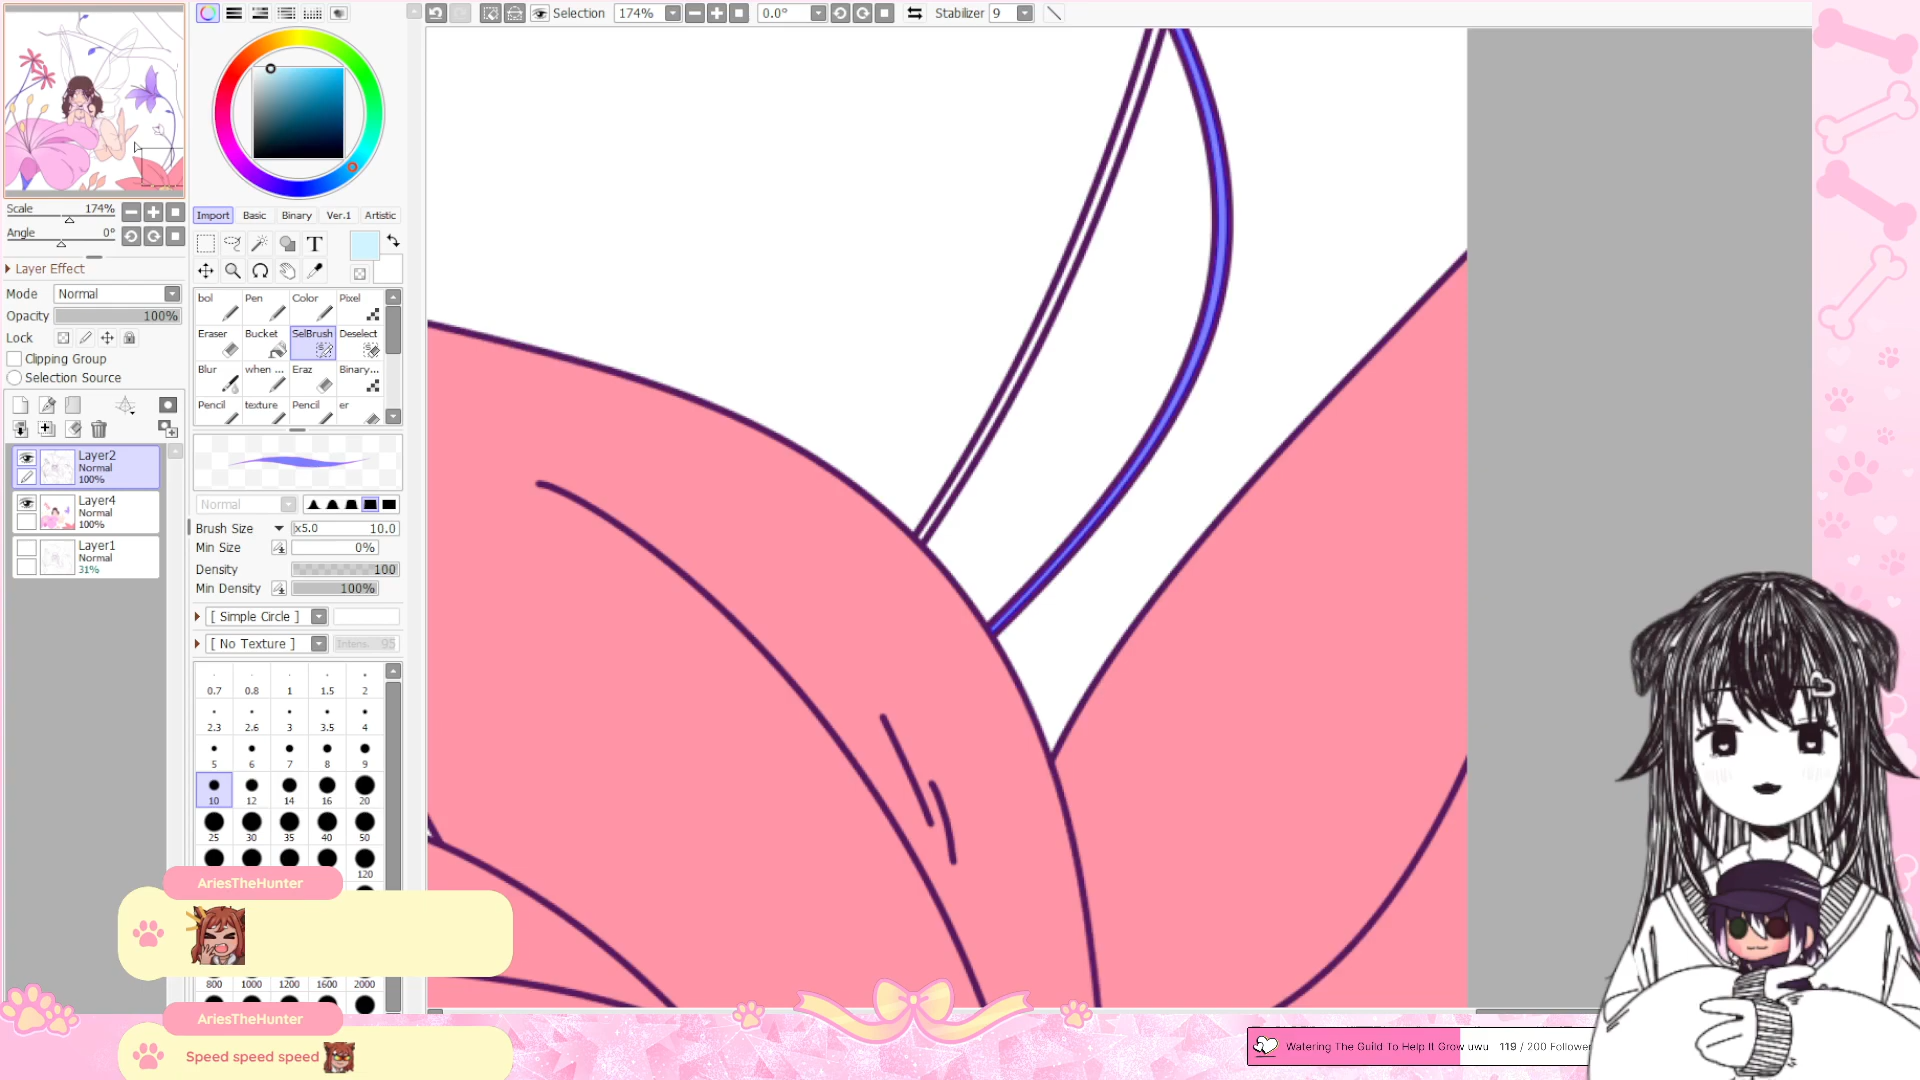 Selection 174% 0.0° Stabilizer 9
Scale 174%
Angle 0°
Layer Effect
Mode Normal
Opacity 100%
Lock
Clipping Group
Selection Source
Layer2
Normal
100%
Layer4
Normal
100%
Layer1
Normal
31%
Import Basic Binary Ver.1 Artistic
T
bol Pen Color Pixel
Eraser Bucket SelBrush Deselect
Blur when ... Eraz Binary...
Pencil texture Pencil er
Normal
Brush Size x5.0 10.0
Min Size 0%
Density 100
Min Density 100%
[ Simple Circle ]
[ No Texture ] Intens. 95
0.7 0.8 1 1.5 2
2.3 2.6 3 3.5 4
5 6 7 8 9
10 12 14 16 20
25 30 35 40 50
120
800 1000 1200 1600 2000
AriesTheHunter
AriesTheHunter
Speed speed speed
Watering The Guild To Help It Grow uwu 119 / 200 Follower